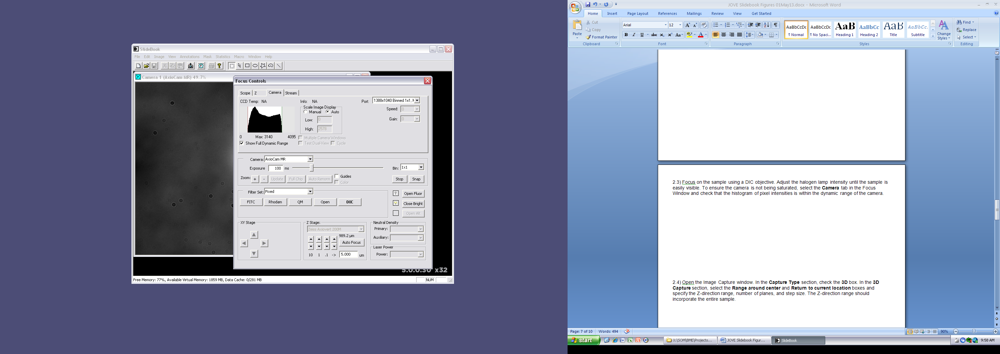 SlideBook
File Edit Image View Annotations Mask Statistics Macro Window Help
Camera 1 (AxioCam MR) 49.7%
Focus Controls
Scope Z Camera Stream
CCD Temp: NA Info: NA Port: 1388x1040 Binned 1x1,
Scale Image Display
Manual Auto Speed: 0
Low: 0 Gain: 0
High: 2578
0 Max: 3140 4095 Multiple Camera Windows
Show Full Dynamic Range Test Dual-View Cycle
Camera: AxioCam MR
Exposure 100 ms Bin: 1x1
Zoom: + - Update Full Chip Auto Renorm Guides Stop Snap
Color
Filter Set: Fixed Open Fluor
FITC Rhodam QM Open DIC Close Bright
Open Alt
XY Stage Z Stage: Neutral Density
Zeiss Axiovert 200M Primary:
989.2 µm Auxiliary:
Auto Focus
Laser Power
10 1 .1 -> 5.000 um Power:
5.0.0.30 x32
Free Memory: 77%, Available Virtual Memory: 1859 MB, Data Cache: 0/281 MB NUM
JOVE Slidebook Figures 01May13.docx - Microsoft Word
Home Insert Page Layout References Mailings Review View Get Started
Paste Cut Copy Format Painter
Arial 12
AaBbCcDc AaBbCcDc AaB AaBbCc AaB AaBbCc.
¶ Normal ¶ No Spaci... Heading 1 Heading 2 Title Subtitle
Change Styles
Find Replace Select
Clipboard Font Paragraph Styles Editing
2.3) Focus on the sample using a DIC objective. Adjust the halogen lamp intensity until the sample is
easily visible. To ensure the camera is not being saturated, select the Camera tab in the Focus
Window and check that the histogram of pixel intensities is within the dynamic range of the camera.
2.4) Open the Image Capture window. In the Capture Type section, check the 3D box. In the 3D
Capture section, select the Range around center and Return to current location boxes and
specify the Z-direction range, number of planes, and step size. The Z-direction range should
incorporate the entire sample.
Page: 7 of 10 Words: 494 90%
start X:\SOM\BME\Projects... JOVE Slidebook Figur... SlideBook 9:58 AM